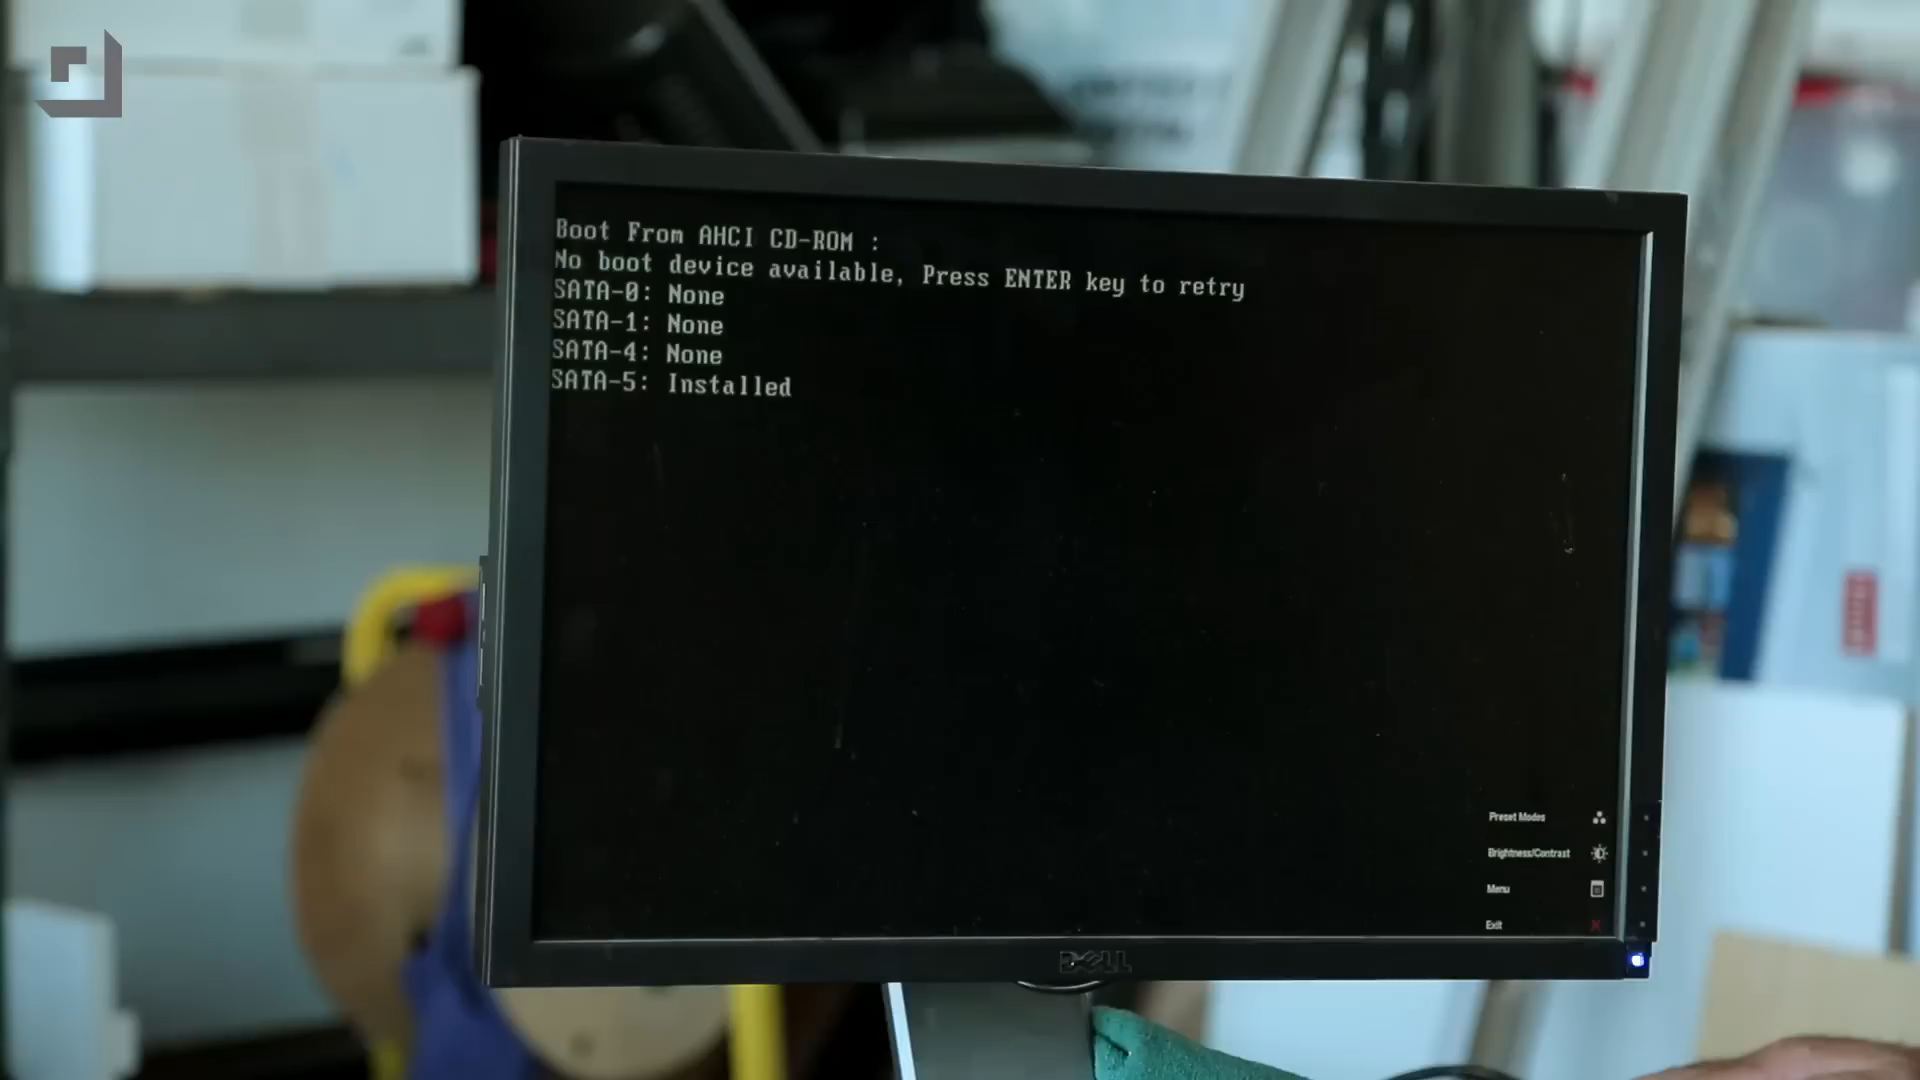 Boot From AHCI CD-ROM :
No boot device available, Press ENTER key to retry
SATA-0: None
SATA-1: None
SATA-4: None
SATA-5: Installed
Preset Modes
Brightness/Contrast
Menu
Exit
DELL